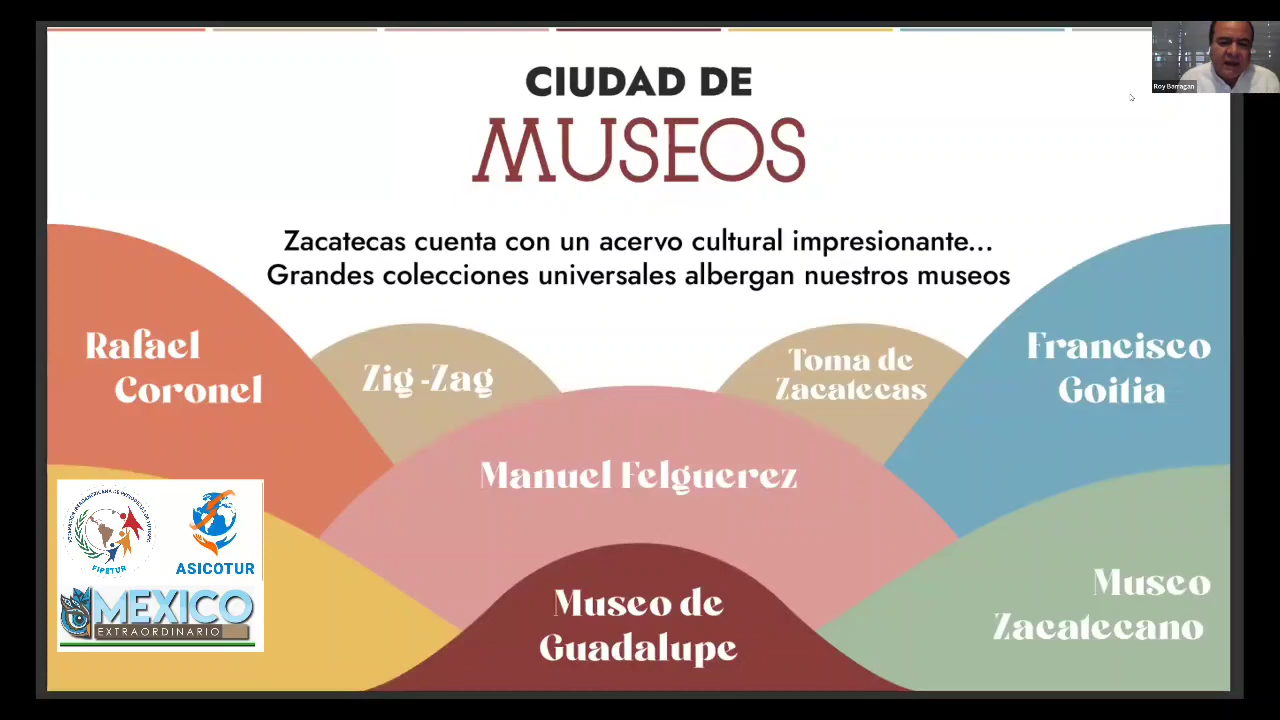 CIUDAD DE
MUSEOS
Roy Barragan
Zacatecas cuenta con un acervo cultural impresionante...
Grandes colecciones universales albergan nuestros museos
Rafael
Coronel
Zig -Zag
Toma de
Zacatecas
Francisco
Goitia
Manuel Felguerez
Museo de
Guadalupe
Museo
Zacatecano
FIPETUR
ASICOTUR
MEXICO
EXTRAORDINARIO